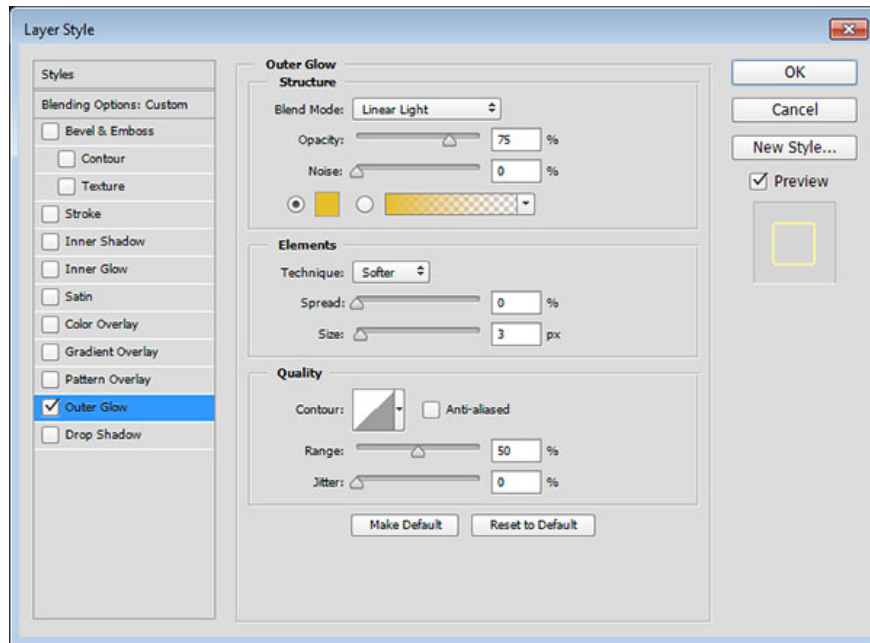 Layer Style
Styles
Blending Options: Custom
Bevel & Emboss
Contour
Texture
Stroke
Inner Shadow
Inner Glow
Satin
Color Overlay
Gradient Overlay
Pattern Overlay
Outer Glow
Drop Shadow
Outer Glow
Structure
Blend Mode: Linear Light
Opacity: 75 %
Noise: 0 %
Elements
Technique: Softer
Spread: 0 %
Size: 3 px
Quality
Contour: Anti-aliased
Range: 50 %
Jitter: 0 %
Make Default Reset to Default
OK
Cancel
New Style...
Preview